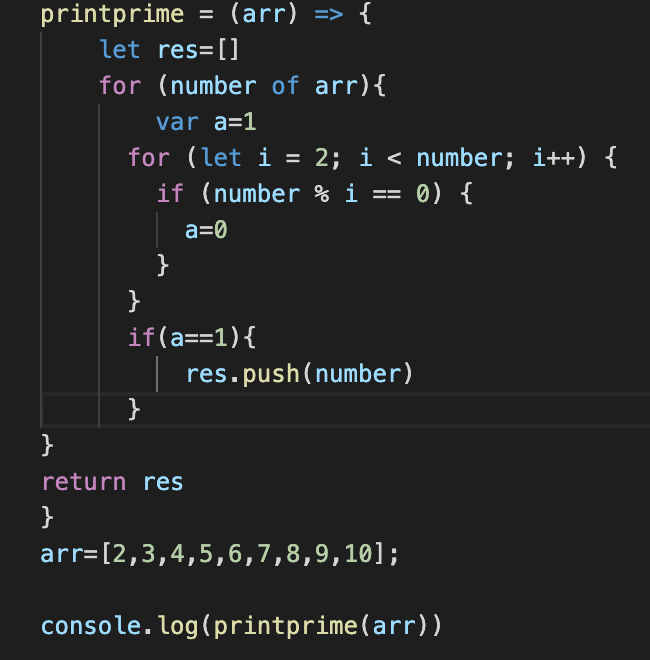 printprime = (arr) => {
let res=[]
for (number of arr){
var a=1
for (let i = 2; i < number; i++) {
if (number % i == 0) {
a=0
}
}
if(a==1){
res.push(number)
}
}
return res
}
arr=[2,3,4,5,6,7,8,9,10];
console.log(printprime(arr))